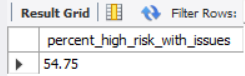 Result Grid Filter Rows:
percent_high_risk_with_issues
54.75